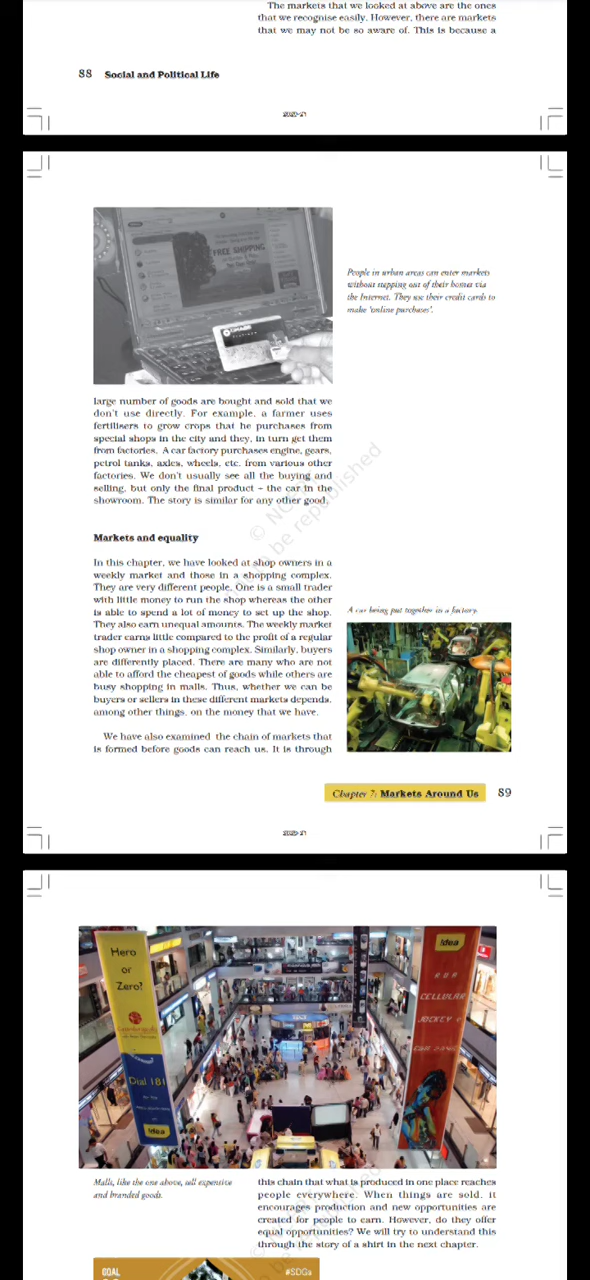 The markets that we looked at above are the ones
that we recognise easily. However, there are markets
that we may not be so aware of. This is because a
88 Social and Political Life
2020-21
FREE SHIPPING
People in urban areas can enter markets
without stepping out of their homes via
the Internet. They use their credit cards to
make 'online purchases'.
large number of goods are bought and sold that we
don't use directly. For example, a farmer uses
fertilisers to grow crops that he purchases from
special shops in the city and they, in turn get them
from factories. A car factory purchases engine, gears,
petrol tanks, axles, wheels, etc. from various other
factories. We don't usually see all the buying and
selling, but only the final product – the car in the
showroom. The story is similar for any other good.
Markets and equality
In this chapter, we have looked at shop owners in a
weekly market and those in a shopping complex.
They are very different people. One is a small trader
with little money to run the shop whereas the other
is able to spend a lot of money to set up the shop.
They also earn unequal amounts. The weekly market
trader earns little compared to the profit of a regular
shop owner in a shopping complex. Similarly, buyers
are differently placed. There are many who are not
able to afford the cheapest of goods while others are
busy shopping in malls. Thus, whether we can be
buyers or sellers in these different markets depends,
among other things, on the money that we have.
A car being put together in a factory.
We have also examined the chain of markets that
is formed before goods can reach us. It is through
Chapter 7: Markets Around Us 89
2020-21
Hero
or
Zero?
Dial 181
Idea
Idea
CELLULAR
JOCKEY
Malls, like the one above, sell expensive
and branded goods.
this chain that what is produced in one place reaches
people everywhere. When things are sold, it
encourages production and new opportunities are
created for people to earn. However, do they offer
equal opportunities? We will try to understand this
through the story of a shirt in the next chapter.
GOAL
#SDGs